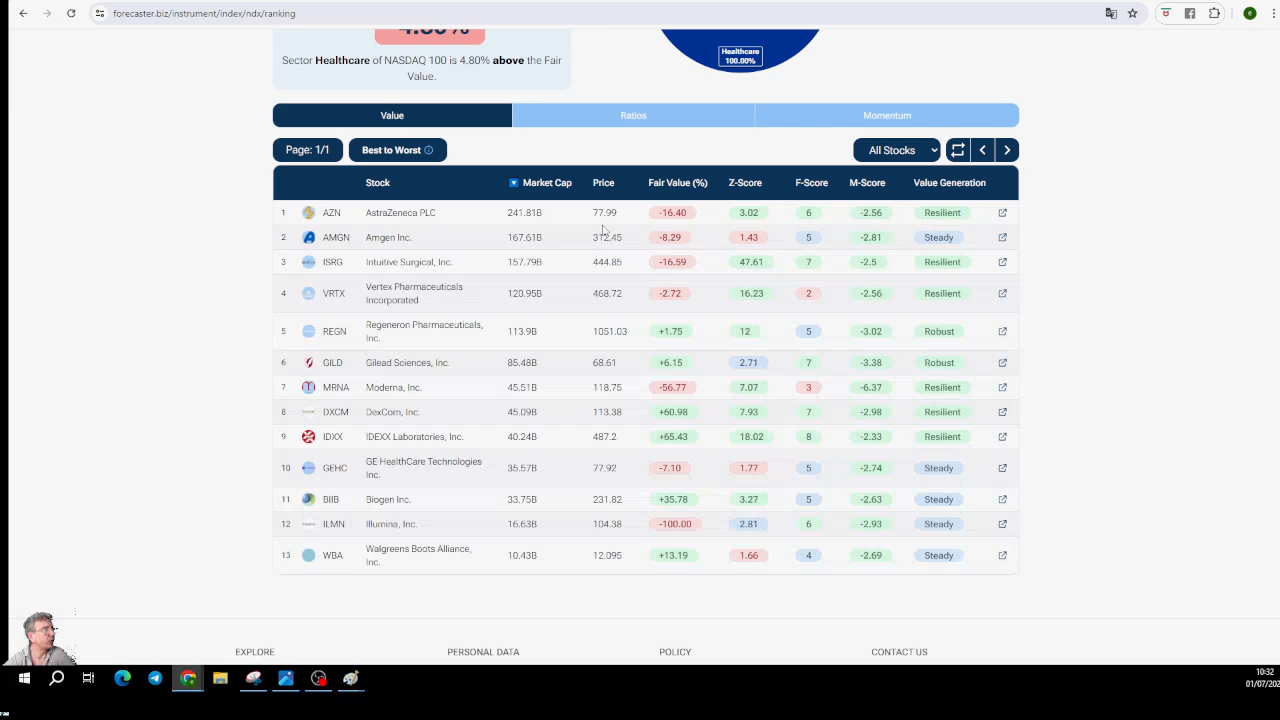 forecaster.biz/instrument/index/ndx/ranking
4.80%
Healthcare
100.00%
Sector Healthcare of NASDAQ 100 is 4.80% above the Fair
Value.
Value Ratios Momentum
Page: 1/1 Best to Worst All Stocks
Stock Market Cap Price Fair Value (%) Z-Score F-Score M-Score Value Generation
1 AZN AstraZeneca PLC 241.81B 77.99 -16.40 3.02 6 -2.56 Resilient
2 AMGN Amgen Inc. 167.61B 312.45 -8.29 1.43 5 -2.81 Steady
3 ISRG Intuitive Surgical, Inc. 157.79B 444.85 -16.59 47.61 7 -2.5 Resilient
4 VRTX Vertex Pharmaceuticals 120.95B 468.72 -2.72 16.23 2 -2.56 Resilient
Incorporated
5 REGN Regeneron Pharmaceuticals, 113.9B 1051.03 +1.75 12 5 -3.02 Robust
Inc.
6 GILD Gilead Sciences, Inc. 85.48B 68.61 +6.15 2.71 7 -3.38 Robust
7 MRNA Moderna, Inc. 45.51B 118.75 -56.77 7.07 3 -6.37 Resilient
8 DXCM DexCom, Inc. 45.09B 113.38 +60.98 7.93 7 -2.98 Resilient
9 IDXX IDEXX Laboratories, Inc. 40.24B 487.2 +65.43 18.02 8 -2.33 Resilient
10 GEHC GE HealthCare Technologies 35.57B 77.92 -7.10 1.77 5 -2.74 Steady
Inc.
11 BIIB Biogen Inc. 33.75B 231.82 +35.78 3.27 5 -2.63 Steady
12 ILMN Illumina, Inc. 16.63B 104.38 -100.00 2.81 6 -2.93 Steady
13 WBA Walgreens Boots Alliance, 10.43B 12.095 +13.19 1.66 4 -2.69 Steady
Inc.
EXPLORE PERSONAL DATA POLICY CONTACT US
10:32
01/07/202